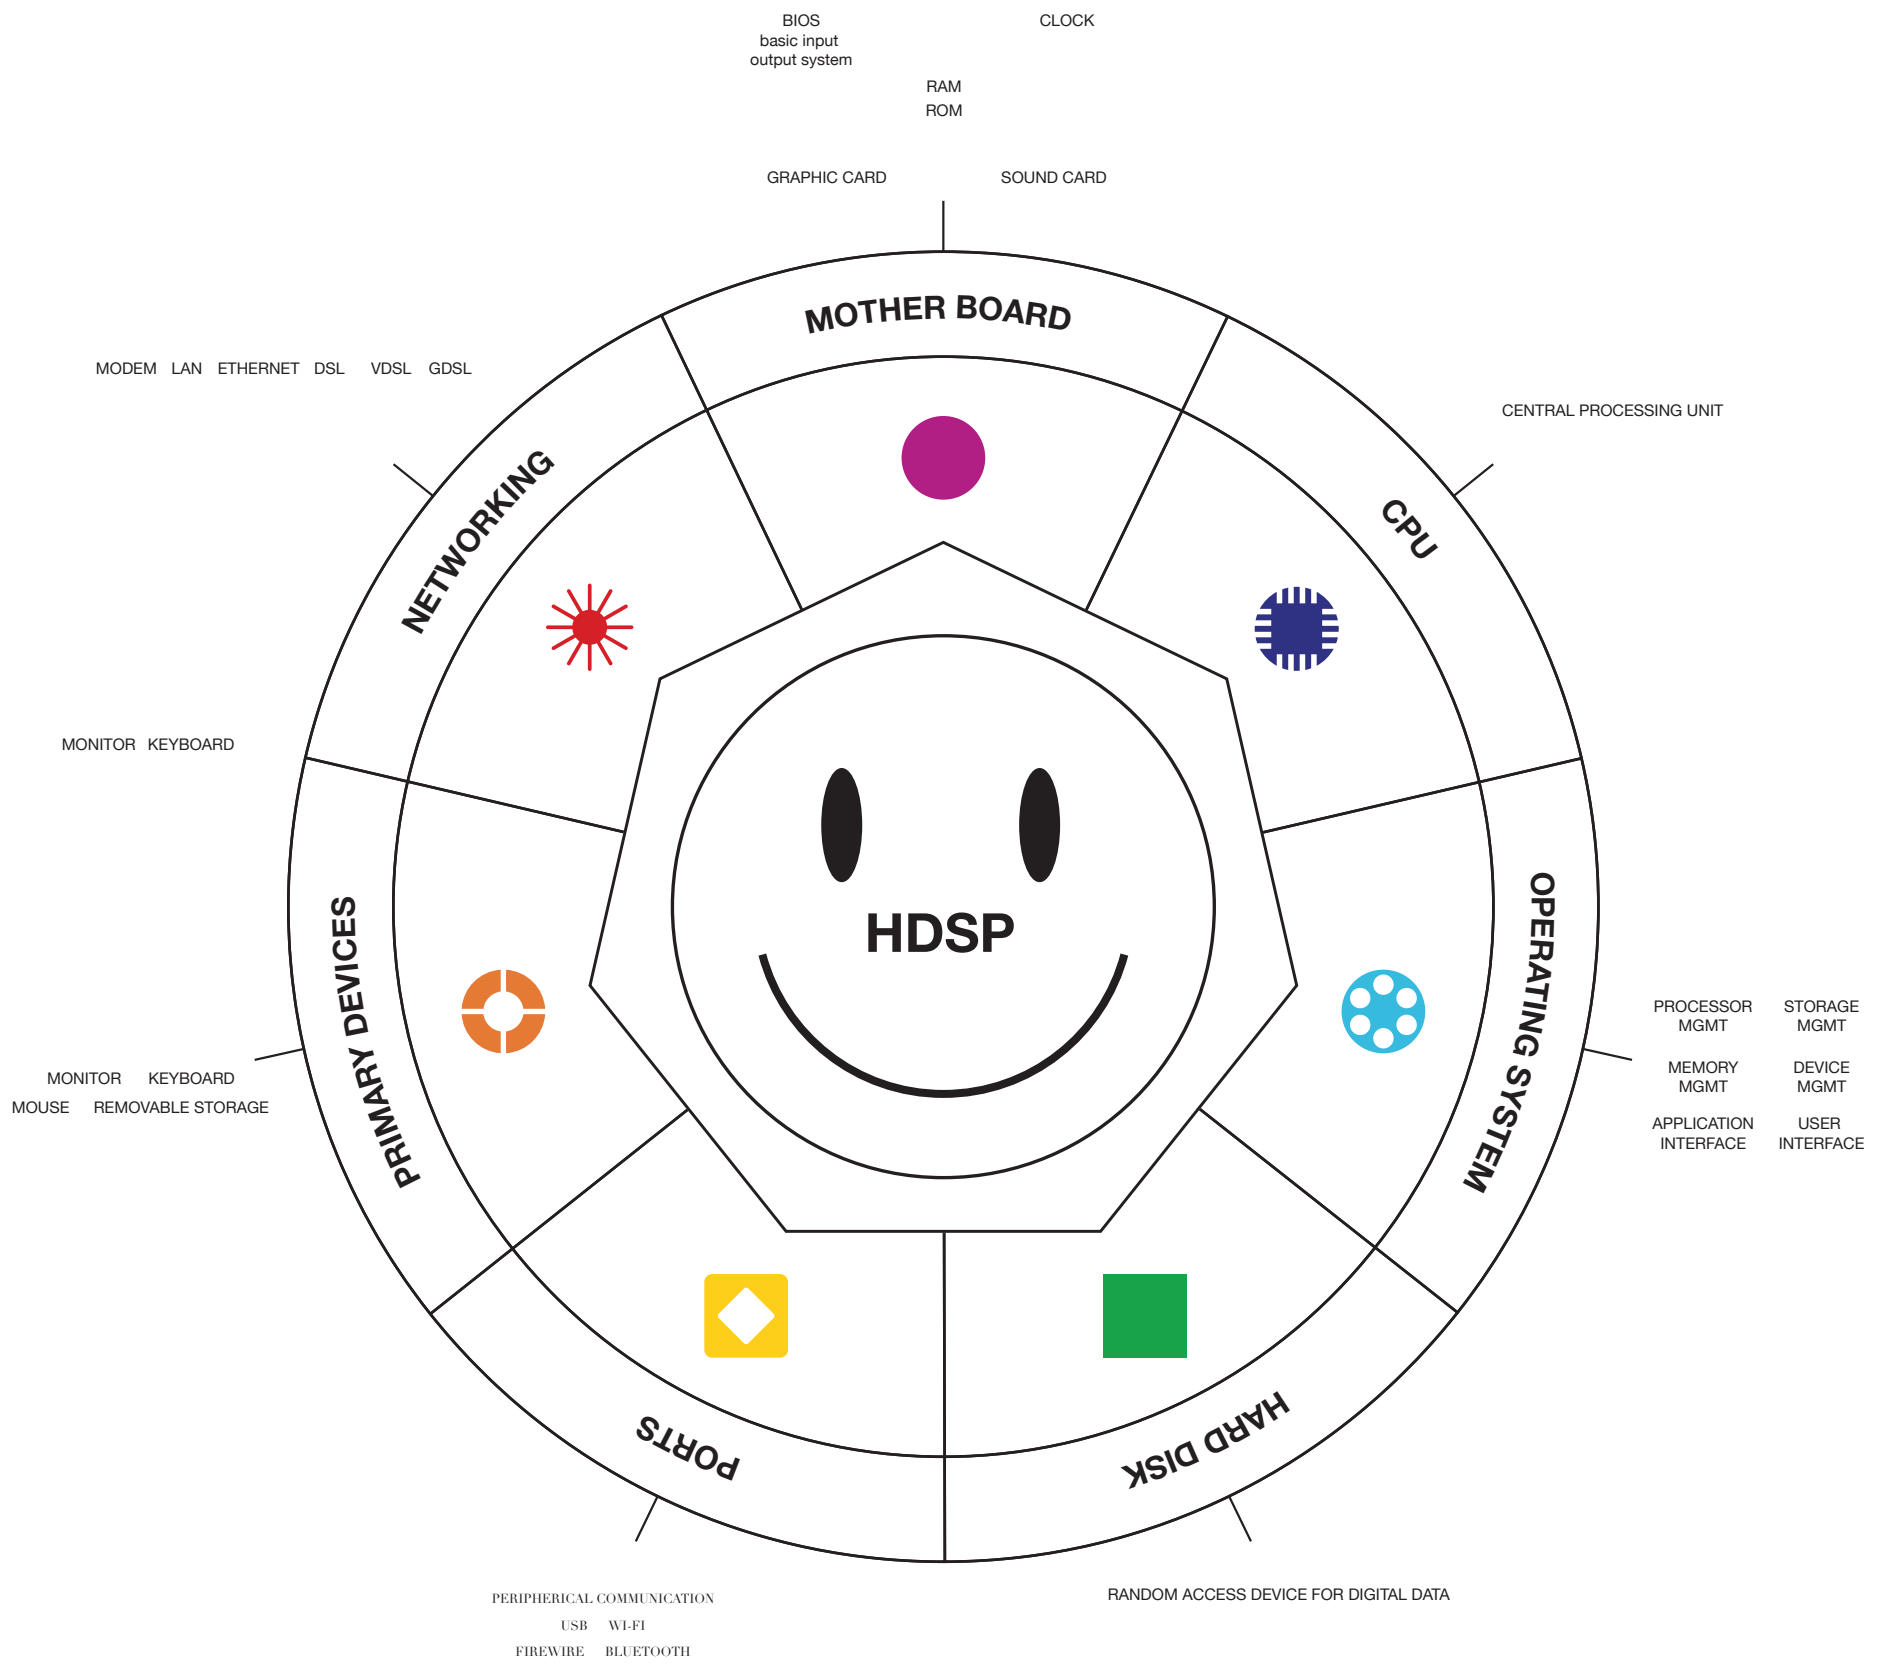 BIOS
basic input
output system
CLOCK
RAM
ROM
GRAPHIC CARD
SOUND CARD
MOTHER BOARD
MODEM LAN ETHERNET DSL VDSL GDSL
NETWORKING
CENTRAL PROCESSING UNIT
CPU
MONITOR KEYBOARD
HDSP
PRIMARY DEVICES
MONITOR KEYBOARD
MOUSE REMOVABLE STORAGE
OPERATING SYSTEM
PROCESSOR
MGMT
STORAGE
MGMT
MEMORY
MGMT
DEVICE
MGMT
APPLICATION
INTERFACE
USER
INTERFACE
PORTS
HARD DISK
PERIPHERICAL COMMUNICATION
USB WI-FI
FIREWIRE BLUETOOTH
RANDOM ACCESS DEVICE FOR DIGITAL DATA